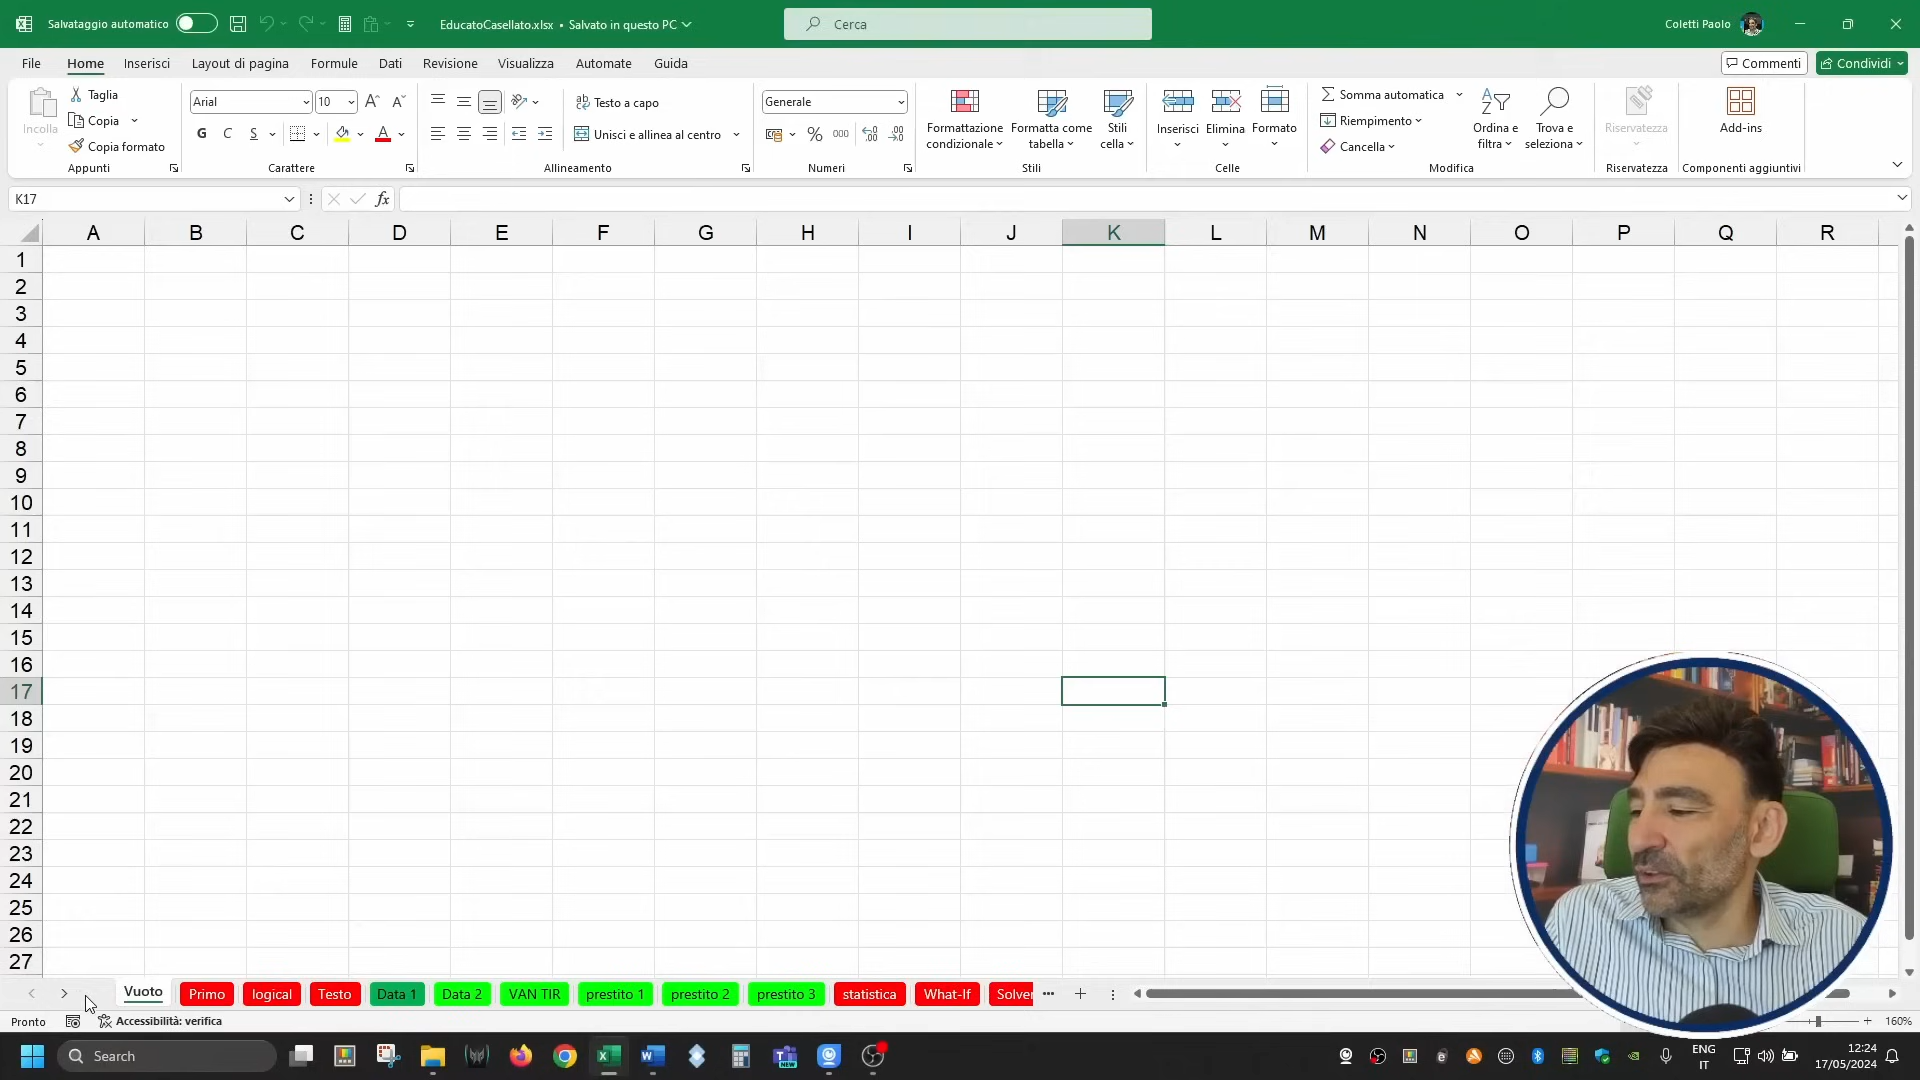 Salvataggio automatico
EducatoCasellato.xlsx • Salvato in questo PC
Cerca
Coletti Paolo
File Home Inserisci Layout di pagina Formule Dati Revisione Visualizza Automate Guida
Commenti Condividi
Incolla
Taglia
Copia
Copia formato
Appunti
Arial 10
G C S
Carattere
Testo a capo
Unisci e allinea al centro
Allineamento
Generale
% 000
Numeri
Formattazione condizionale
Formatta come tabella
Stili cella
Stili
Inserisci Elimina Formato
Celle
Somma automatica
Riempimento
Cancella
Ordina e filtra
Trova e seleziona
Modifica
Riservatezza
Riservatezza
Add-ins
Componenti aggiuntivi
K17 fx
A B C D E F G H I J K L M N O P Q R
1
2
3
4
5
6
7
8
9
10
11
12
13
14
15
16
17
18
19
20
21
22
23
24
25
26
27
Vuoto Primo logical Testo Data 1 Data 2 VAN TIR prestito 1 prestito 2 prestito 3 statistica What-If Solver
Pronto Accessibilità: verifica 160%
Search ENG IT 12:24 17/05/2024